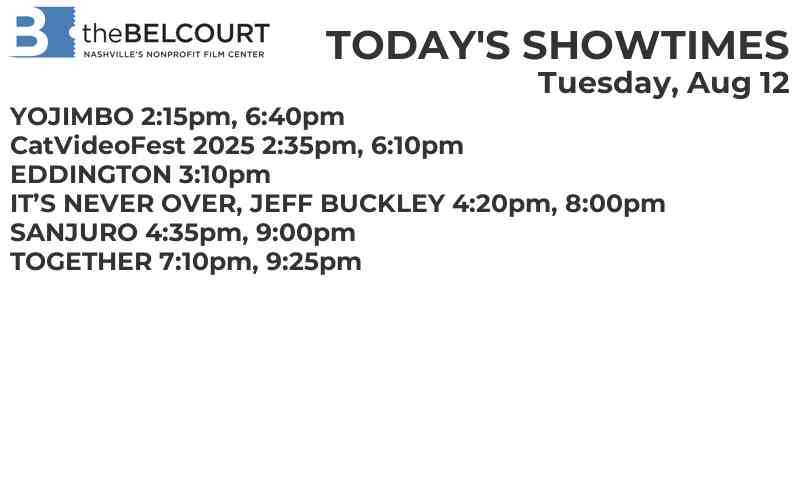 B theBELCOURT
NASHVILLE'S NONPROFIT FILM CENTER
TODAY'S SHOWTIMES
Tuesday, Aug 12
YOJIMBO 2:15pm, 6:40pm
CatVideoFest 2025 2:35pm, 6:10pm
EDDINGTON 3:10pm
IT’S NEVER OVER, JEFF BUCKLEY 4:20pm, 8:00pm
SANJURO 4:35pm, 9:00pm
TOGETHER 7:10pm, 9:25pm